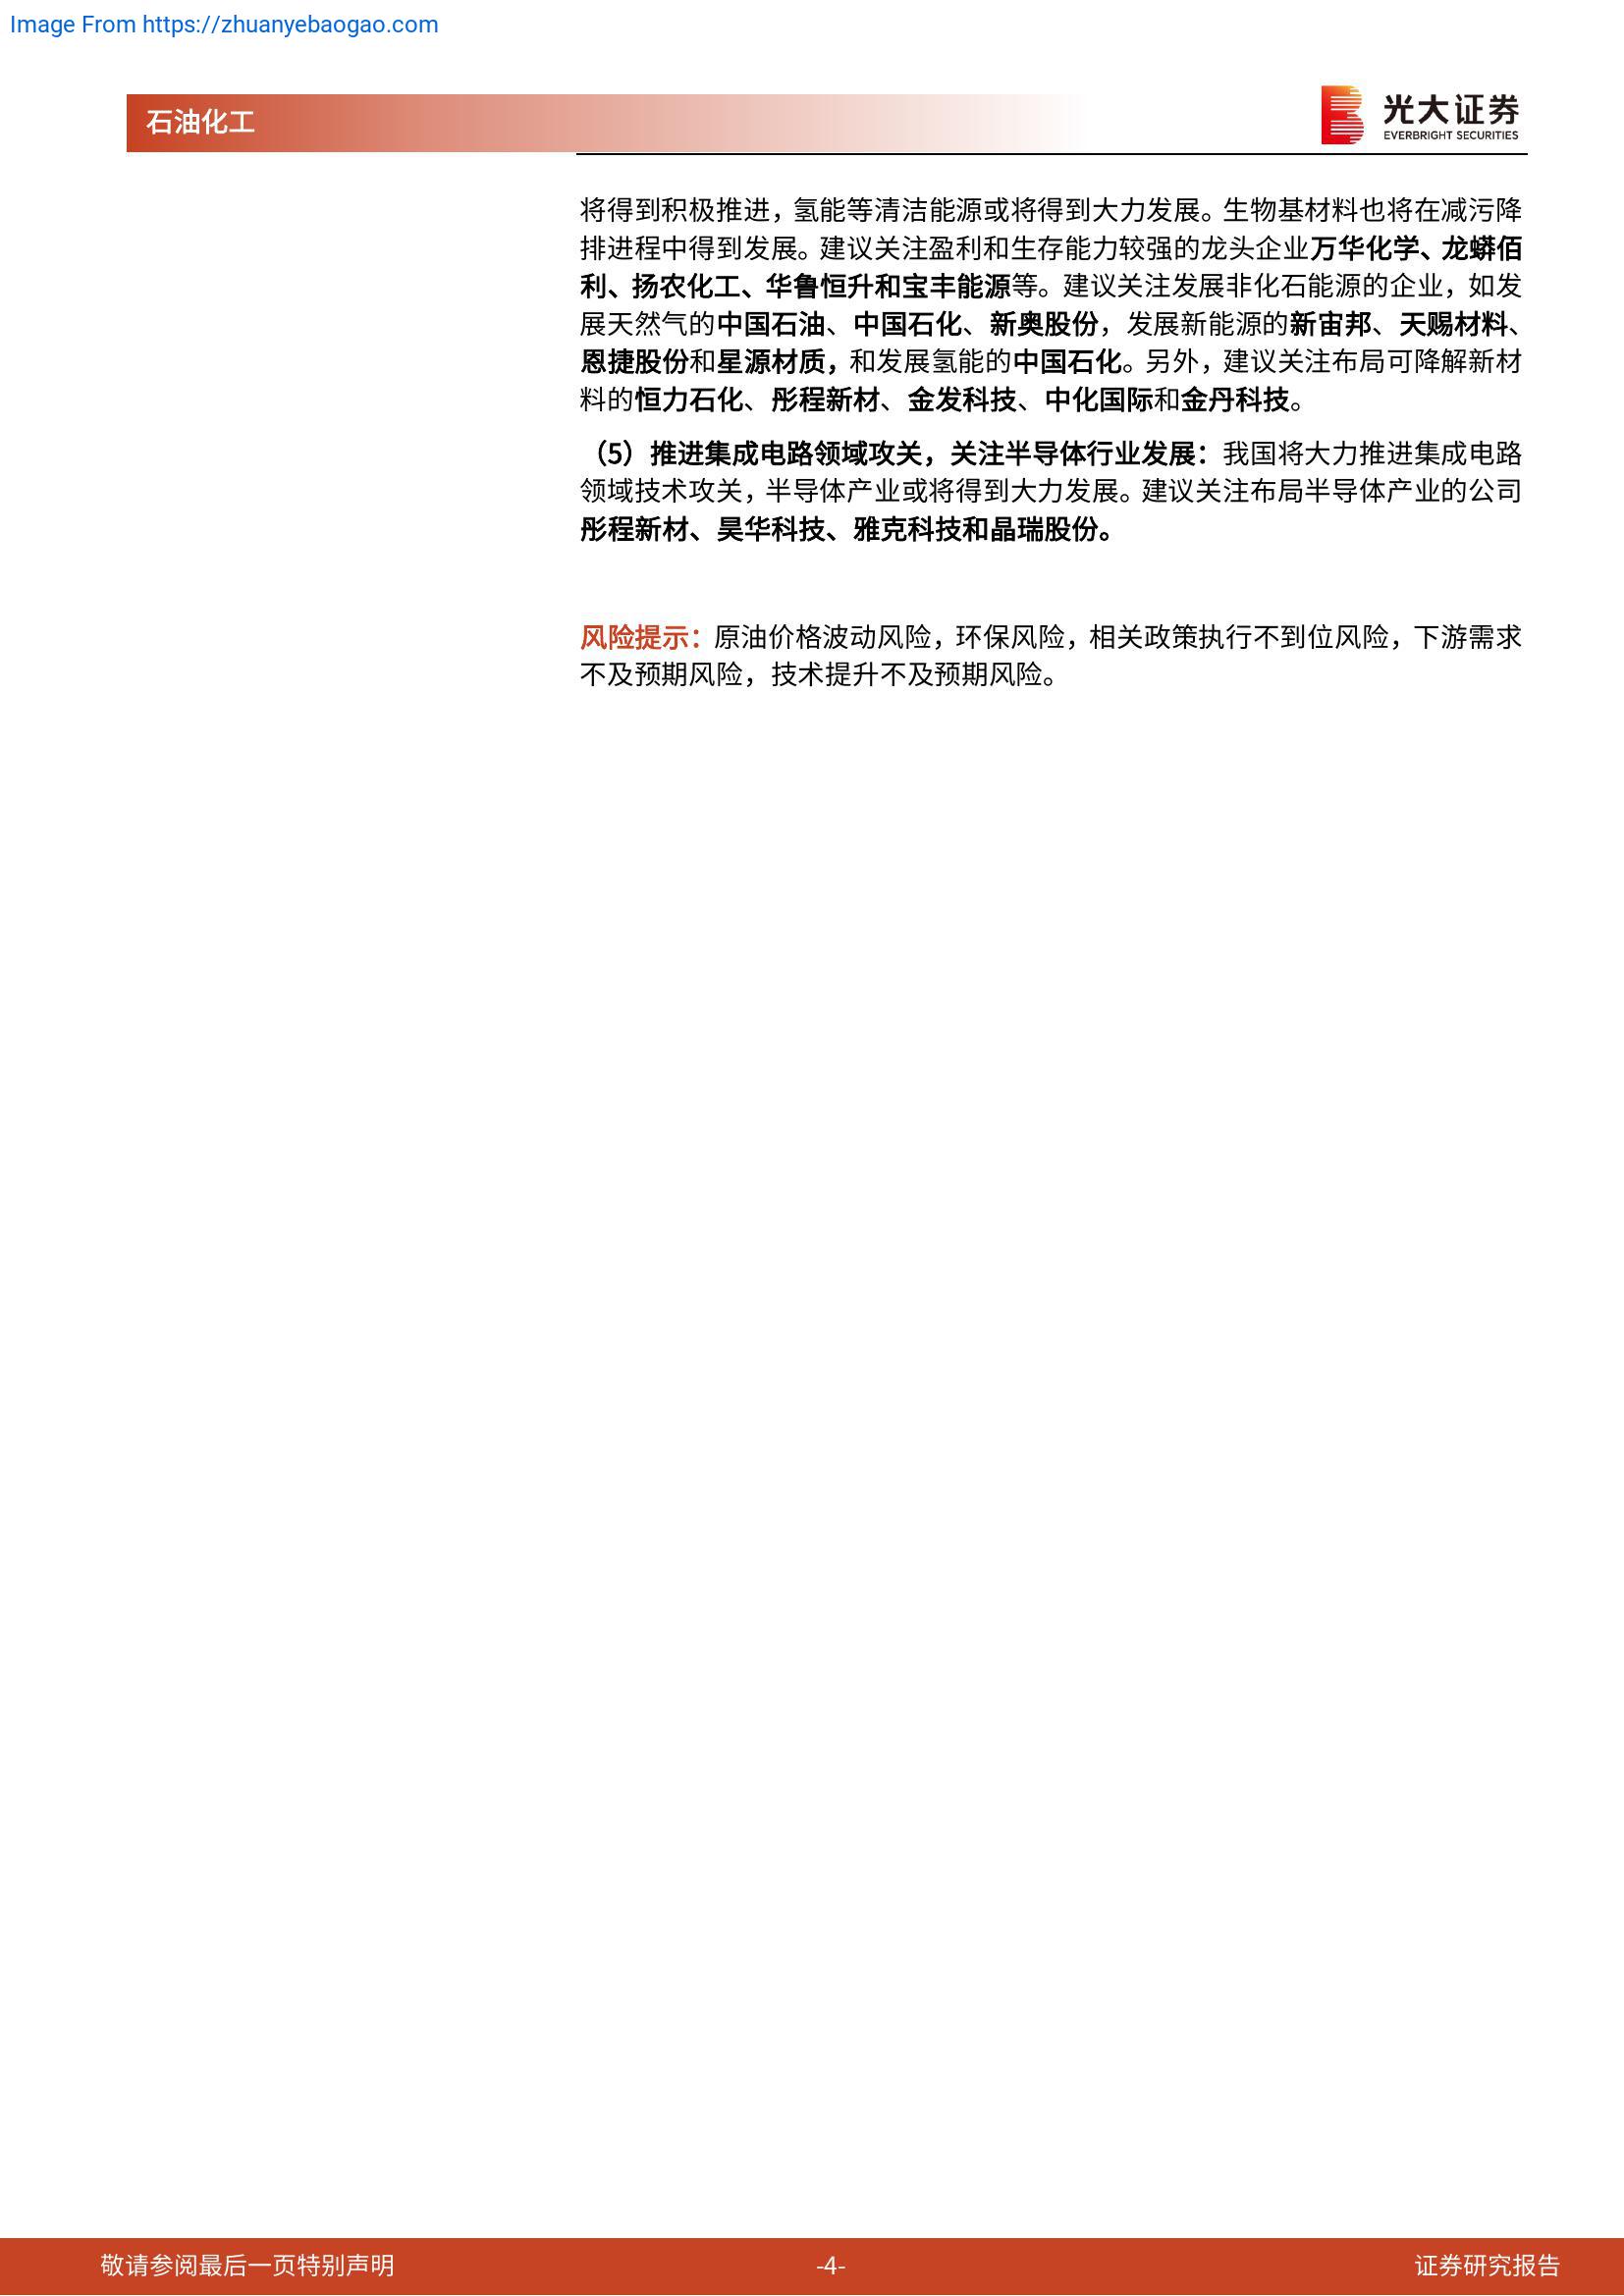 Image From https://zhuanyebaogao.com
石油化工
光大证券
EVERBRIGHT SECURITIES
将得到积极推进，氢能等清洁能源或将得到大力发展。生物基材料也将在减污降
排进程中得到发展。建议关注盈利和生存能力较强的龙头企业万华化学、龙蟒佰
利、扬农化工、华鲁恒升和宝丰能源等。建议关注发展非化石能源的企业，如发
展天然气的中国石油、中国石化、新奥股份，发展新能源的新宙邦、天赐材料、
恩捷股份和星源材质，和发展氢能的中国石化。另外，建议关注布局可降解新材
料的恒力石化、彤程新材、金发科技、中化国际和金丹科技。
（5）推进集成电路领域攻关，关注半导体行业发展：我国将大力推进集成电路
领域技术攻关，半导体产业或将得到大力发展。建议关注布局半导体产业的公司
彤程新材、昊华科技、雅克科技和晶瑞股份。
风险提示：原油价格波动风险，环保风险，相关政策执行不到位风险，下游需求
不及预期风险，技术提升不及预期风险。
敬请参阅最后一页特别声明
-4-
证券研究报告